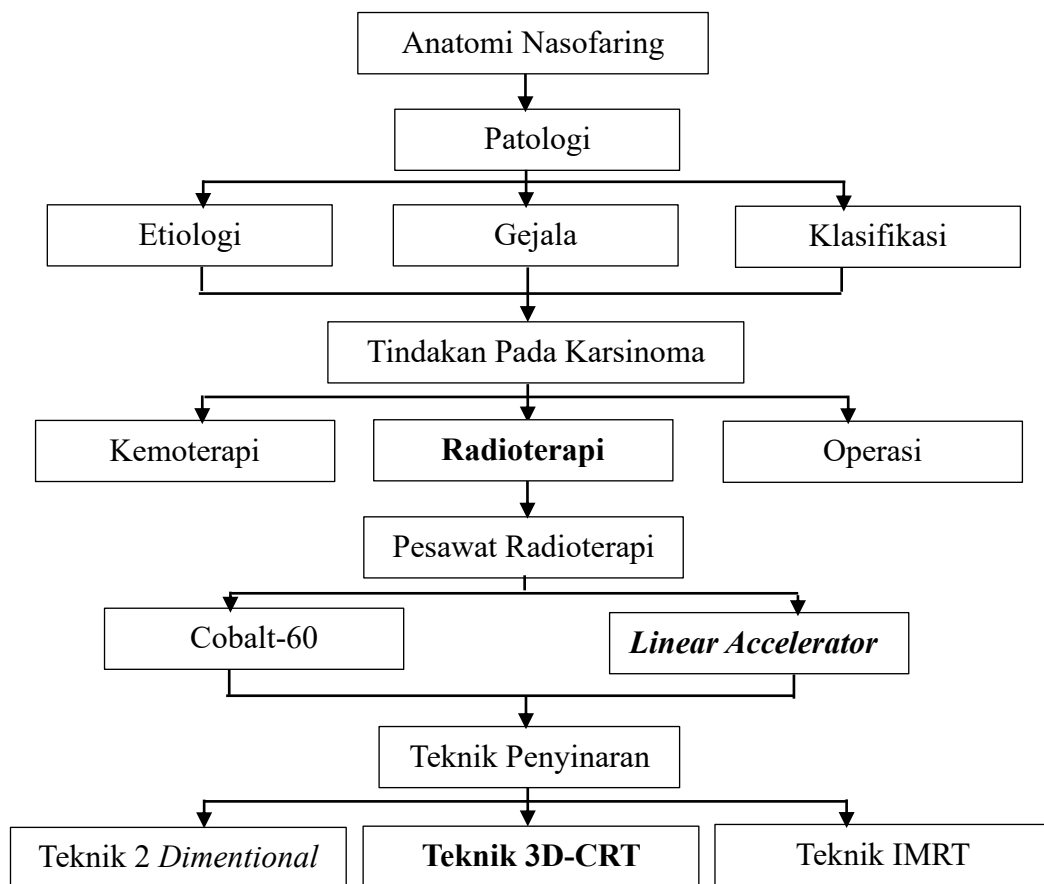 Anatomi Nasofaring
Patologi
Etiologi
Gejala
Klasifikasi
Tindakan Pada Karsinoma
Kemoterapi
Radioterapi
Operasi
Pesawat Radioterapi
Cobalt-60
Linear Accelerator
Teknik Penyinaran
Teknik 2 Dimentional
Teknik 3D-CRT
Teknik IMRT